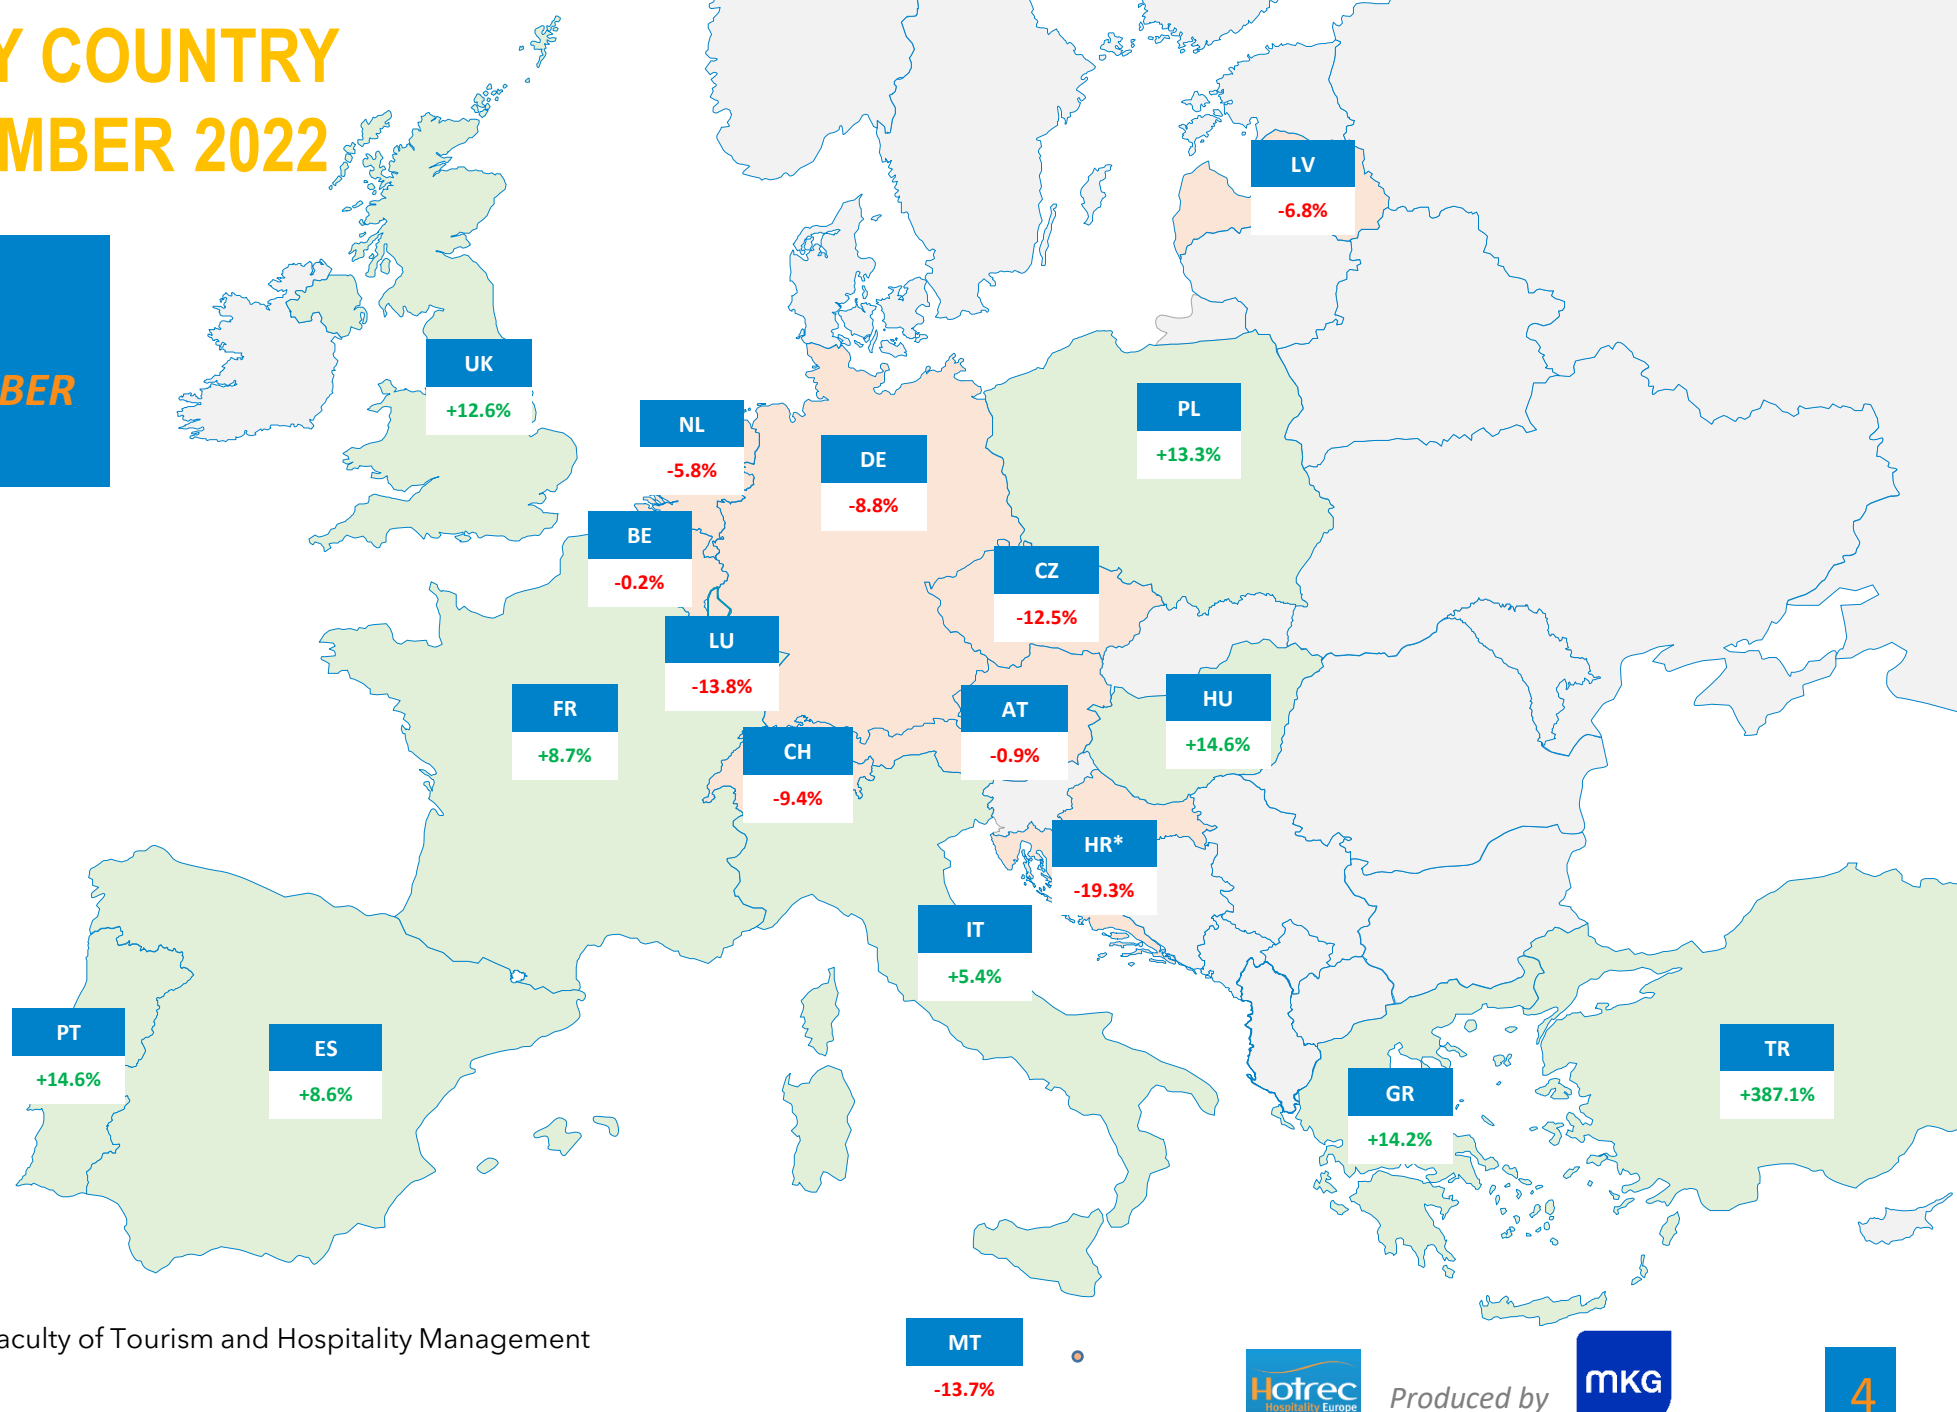 Y COUNTRY
MBER 2022
BER
LV
-6.8%
UK
+12.6%
NL
-5.8%
DE
-8.8%
PL
+13.3%
BE
-0.2%
CZ
-12.5%
LU
-13.8%
FR
+8.7%
AT
-0.9%
HU
+14.6%
CH
-9.4%
HR*
-19.3%
IT
+5.4%
PT
+14.6%
ES
+8.6%
GR
+14.2%
TR
+387.1%
MT
-13.7%
aculty of Tourism and Hospitality Management
Hotrec
Hospitality Europe
Produced by
MKG
4